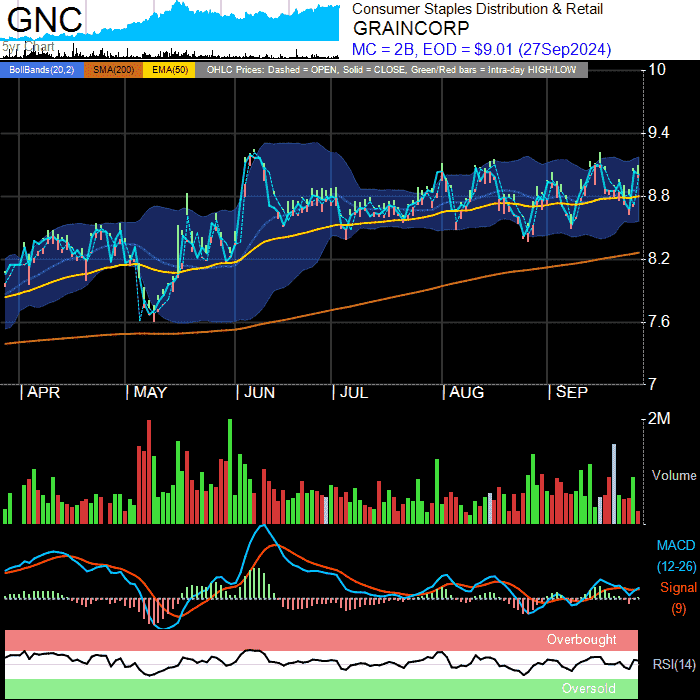 GNC
5yr Chart
Consumer Staples Distribution & Retail
GRAINCORP
MC = 2B, EOD = $9.01 (27Sep2024)
BollBands(20,2) SMA(200) EMA(50) OHLC Prices: Dashed = OPEN, Solid = CLOSE, Green/Red bars = Intra-day HIGH/LOW
10
9.4
8.8
8.2
7.6
7
| APR | MAY | JUN | JUL | AUG | SEP
2M
Volume
MACD
(12-26)
Signal
(9)
Overbought
RSI(14)
Oversold